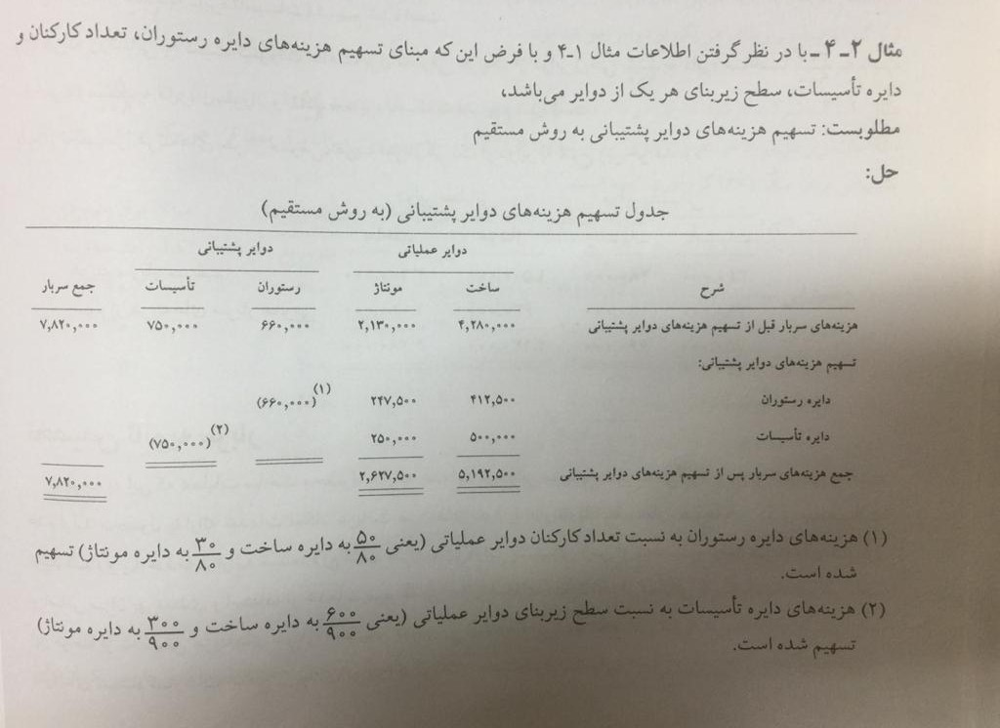 مثال ۲ـ۴ـ با در نظر گرفتن اطلاعات مثال ۱-۴ و با فرض این که مبنای تسهیم هزینه‌های دایره رستوران، تعداد کارکنان و
دایره تأسیسات، سطح زیربنای هر یک از دوایر می‌باشد،
مطلوبست: تسهیم هزینه‌های دوایر پشتیبانی به روش مستقیم
حل:
جدول تسهیم هزینه‌های دوایر پشتیبانی (به روش مستقیم)
دوایر عملیاتی دوایر پشتیبانی
شرح ساخت مونتاژ رستوران تأسیسات جمع سربار
هزینه‌های سربار قبل از تسهیم هزینه‌های دوایر پشتیبانی ۴,۲۸۰,۰۰۰ ۲,۱۳۰,۰۰۰ ۶۶۰,۰۰۰ ۷۵۰,۰۰۰ ۷,۸۲۰,۰۰۰
تسهیم هزینه‌های دوایر پشتیبانی:
دایره رستوران ۴۱۲,۵۰۰ ۲۴۷,۵۰۰ (۶۶۰,۰۰۰)(۱)
دایره تأسیسات ۵۰۰,۰۰۰ ۲۵۰,۰۰۰ (۷۵۰,۰۰۰)(۲)
جمع هزینه‌های سربار پس از تسهیم هزینه‌های دوایر پشتیبانی ۵,۱۹۲,۵۰۰ ۲,۶۲۷,۵۰۰ ۷,۸۲۰,۰۰۰
(۱) هزینه‌های دایره رستوران به نسبت تعداد کارکنان دوایر عملیاتی (یعنی ۵۰/۸۰ به دایره ساخت و ۳۰/۸۰ به دایره مونتاژ) تسهیم
شده است.
(۲) هزینه‌های دایره تأسیسات به نسبت سطح زیربنای دوایر عملیاتی (یعنی ۶۰۰/۹۰۰ به دایره ساخت و ۳۰۰/۹۰۰ به دایره مونتاژ)
تسهیم شده است.